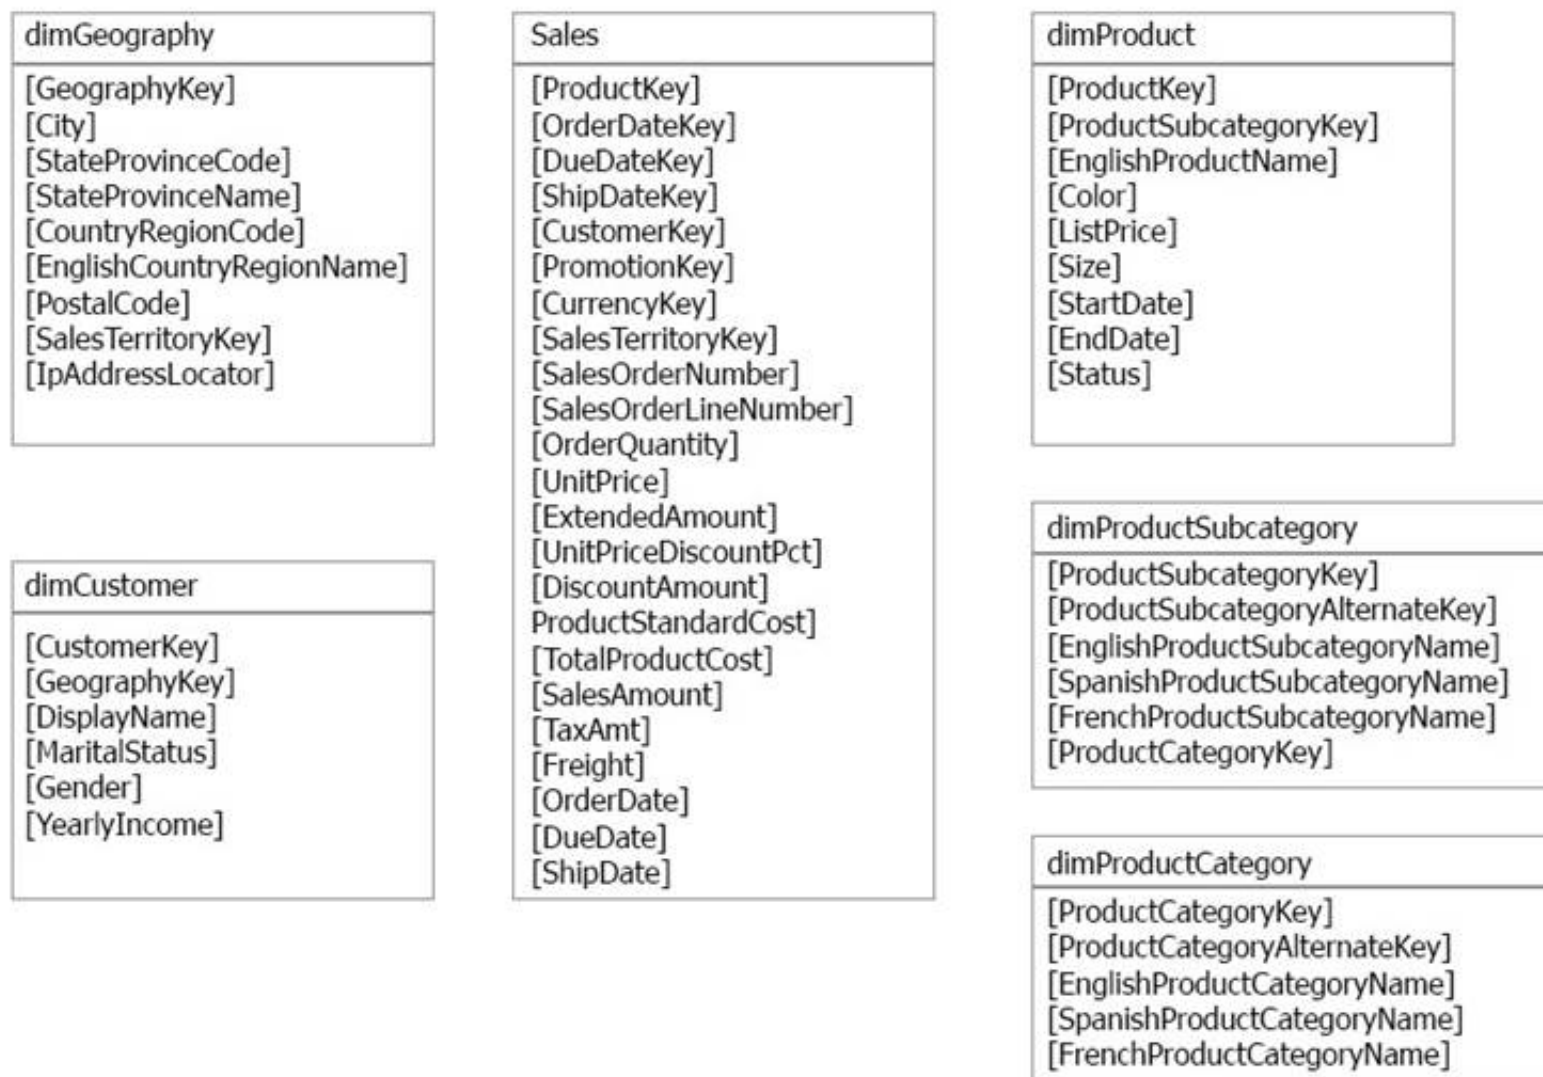 dimGeography
[GeographyKey]
[City]
[StateProvinceCode]
[StateProvinceName]
[CountryRegionCode]
[EnglishCountryRegionName]
[PostalCode]
[SalesTerritoryKey]
[IpAddressLocator]
dimCustomer
[CustomerKey]
[GeographyKey]
[DisplayName]
[MaritalStatus]
[Gender]
[YearlyIncome]
Sales
[ProductKey]
[OrderDateKey]
[DueDateKey]
[ShipDateKey]
[CustomerKey]
[PromotionKey]
[CurrencyKey]
[SalesTerritoryKey]
[SalesOrderNumber]
[SalesOrderLineNumber]
[OrderQuantity]
[UnitPrice]
[ExtendedAmount]
[UnitPriceDiscountPct]
[DiscountAmount]
ProductStandardCost]
[TotalProductCost]
[SalesAmount]
[TaxAmt]
[Freight]
[OrderDate]
[DueDate]
[ShipDate]
dimProduct
[ProductKey]
[ProductSubcategoryKey]
[EnglishProductName]
[Color]
[ListPrice]
[Size]
[StartDate]
[EndDate]
[Status]
dimProductSubcategory
[ProductSubcategoryKey]
[ProductSubcategoryAlternateKey]
[EnglishProductSubcategoryName]
[SpanishProductSubcategoryName]
[FrenchProductSubcategoryName]
[ProductCategoryKey]
dimProductCategory
[ProductCategoryKey]
[ProductCategoryAlternateKey]
[EnglishProductCategoryName]
[SpanishProductCategoryName]
[FrenchProductCategoryName]